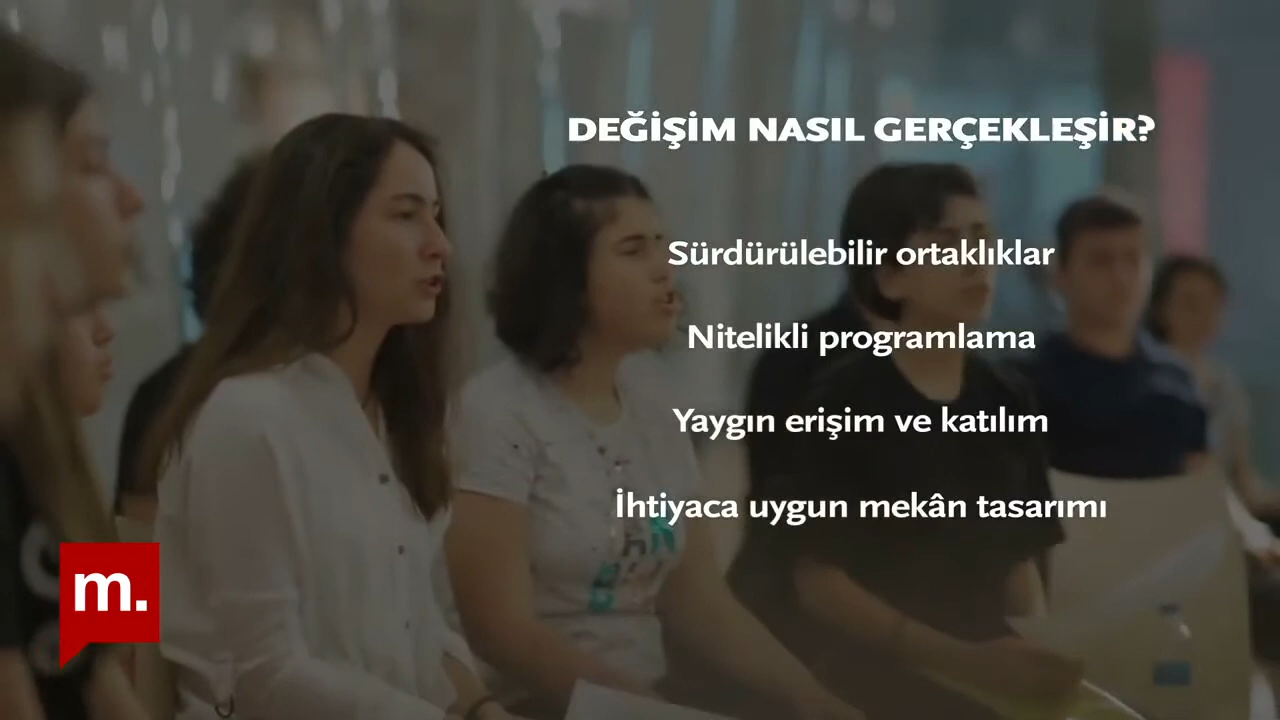 DEĞİŞİM NASIL GERÇEKLEŞİR?
Sürdürülebilir ortaklıklar
Nitelikli programlama
Yaygın erişim ve katılım
İhtiyaca uygun mekân tasarımı
m.